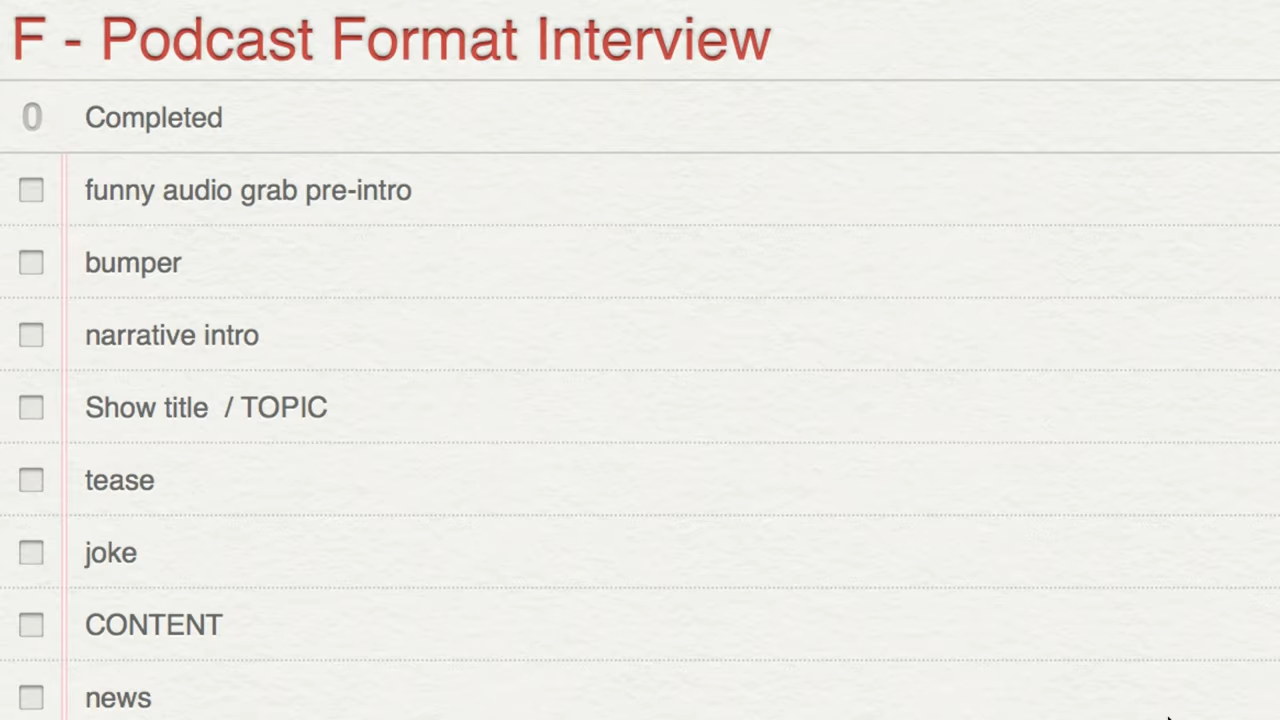 F - Podcast Format Interview
0 Completed
funny audio grab pre-intro
bumper
narrative intro
Show title / TOPIC
tease
joke
CONTENT
news